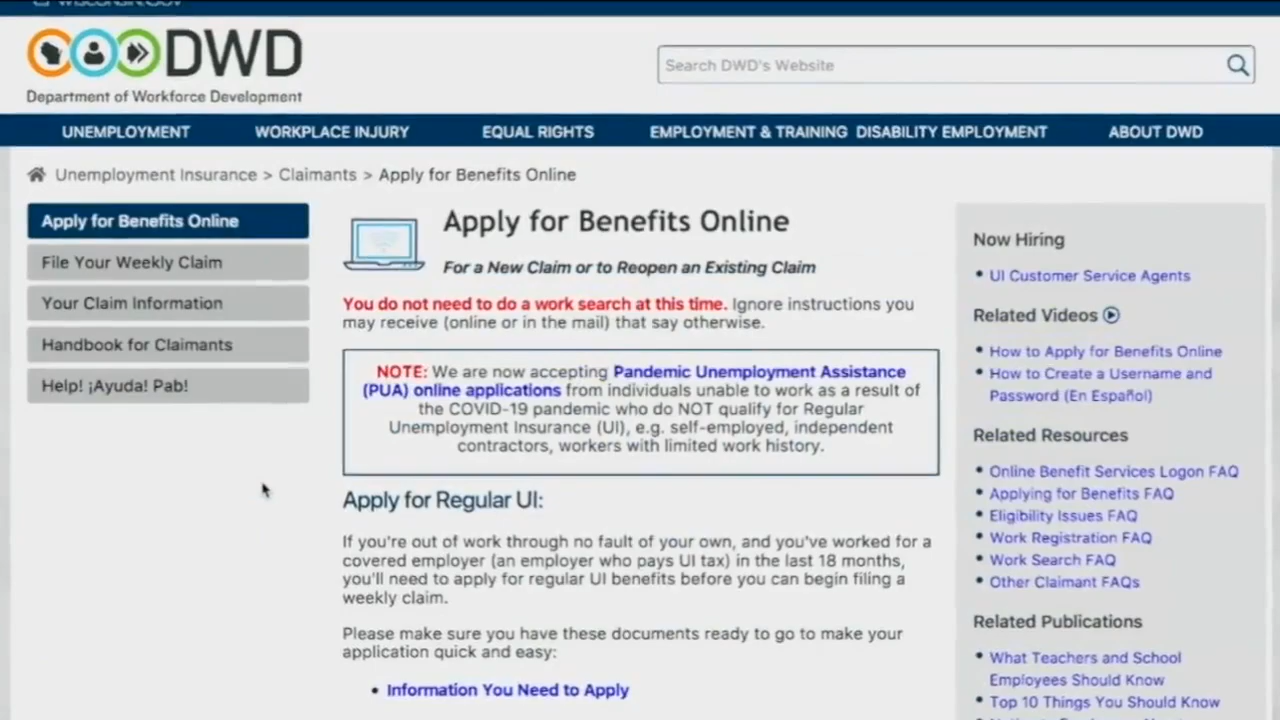 WISCONSIN.GOV
DWD
Department of Workforce Development
Search DWD's Website
UNEMPLOYMENT WORKPLACE INJURY EQUAL RIGHTS EMPLOYMENT & TRAINING DISABILITY EMPLOYMENT ABOUT DWD
Unemployment Insurance > Claimants > Apply for Benefits Online
Apply for Benefits Online
File Your Weekly Claim
Your Claim Information
Handbook for Claimants
Help! ¡Ayuda! Pab!
Apply for Benefits Online
For a New Claim or to Reopen an Existing Claim
You do not need to do a work search at this time. Ignore instructions you
may receive (online or in the mail) that say otherwise.
NOTE: We are now accepting Pandemic Unemployment Assistance
(PUA) online applications from individuals unable to work as a result of
the COVID-19 pandemic who do NOT qualify for Regular
Unemployment Insurance (UI), e.g. self-employed, independent
contractors, workers with limited work history.
Apply for Regular UI:
If you're out of work through no fault of your own, and you've worked for a
covered employer (an employer who pays UI tax) in the last 18 months,
you'll need to apply for regular UI benefits before you can begin filing a
weekly claim.
Please make sure you have these documents ready to go to make your
application quick and easy:
• Information You Need to Apply
Now Hiring
• UI Customer Service Agents
Related Videos
• How to Apply for Benefits Online
• How to Create a Username and
Password (En Español)
Related Resources
• Online Benefit Services Logon FAQ
• Applying for Benefits FAQ
• Eligibility Issues FAQ
• Work Registration FAQ
• Work Search FAQ
• Other Claimant FAQs
Related Publications
• What Teachers and School
Employees Should Know
• Top 10 Things You Should Know